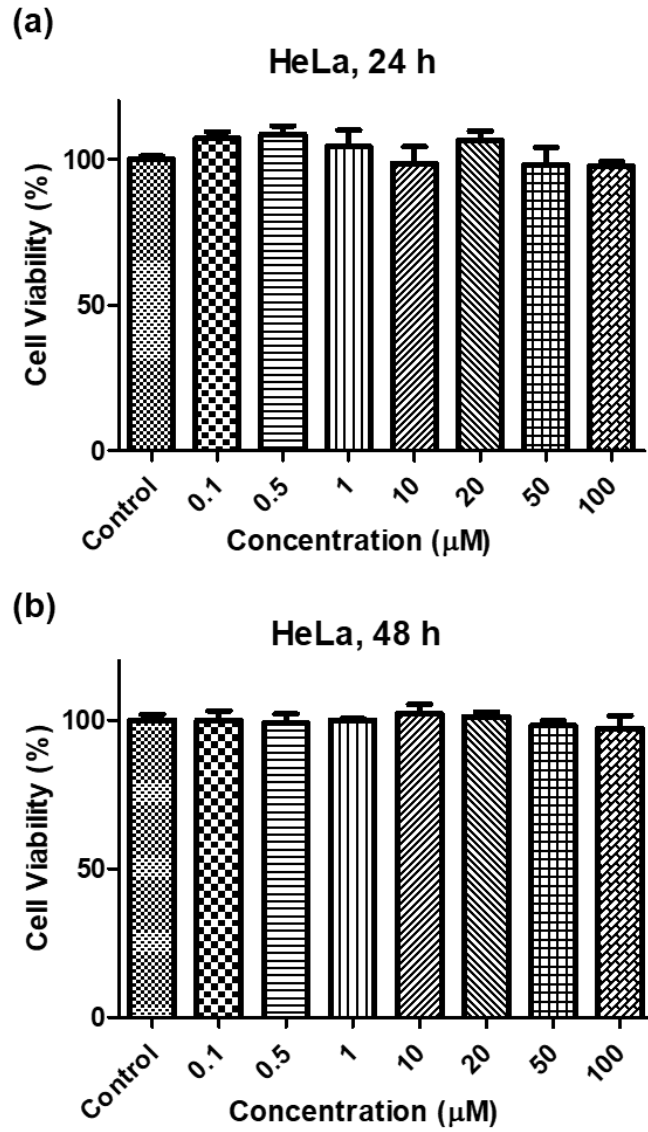 (a)
HeLa, 24 h
Cell Viability (%)
100
50
0
Control 0.1 0.5 1 10 20 50 100
Concentration (μM)
(b)
HeLa, 48 h
Cell Viability (%)
100
50
0
Control 0.1 0.5 1 10 20 50 100
Concentration (μM)